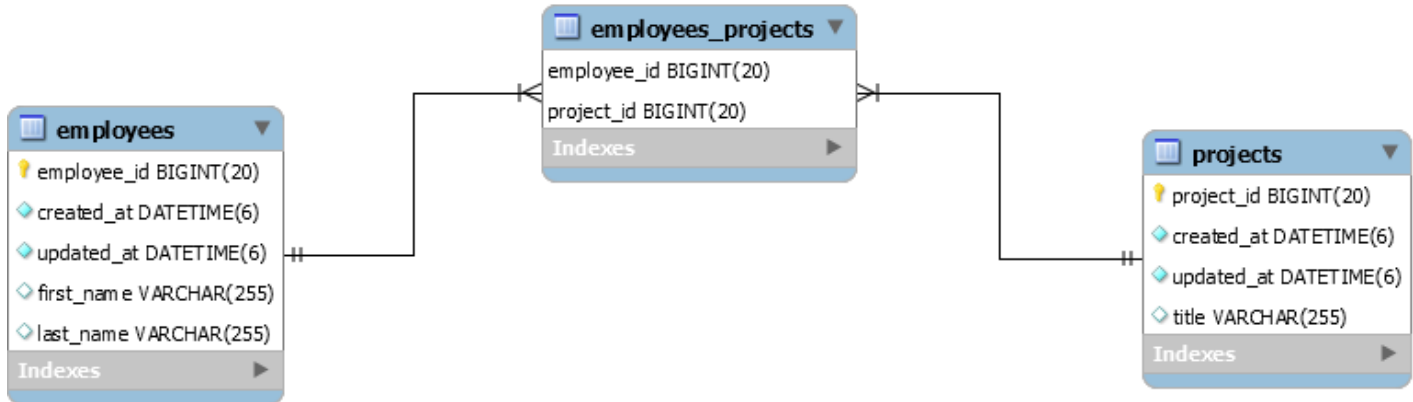 employees_projects
employee_id BIGINT(20)
project_id BIGINT(20)
Indexes
employees
employee_id BIGINT(20)
created_at DATETIME(6)
updated_at DATETIME(6)
first_name VARCHAR(255)
last_name VARCHAR(255)
Indexes
projects
project_id BIGINT(20)
created_at DATETIME(6)
updated_at DATETIME(6)
title VARCHAR(255)
Indexes